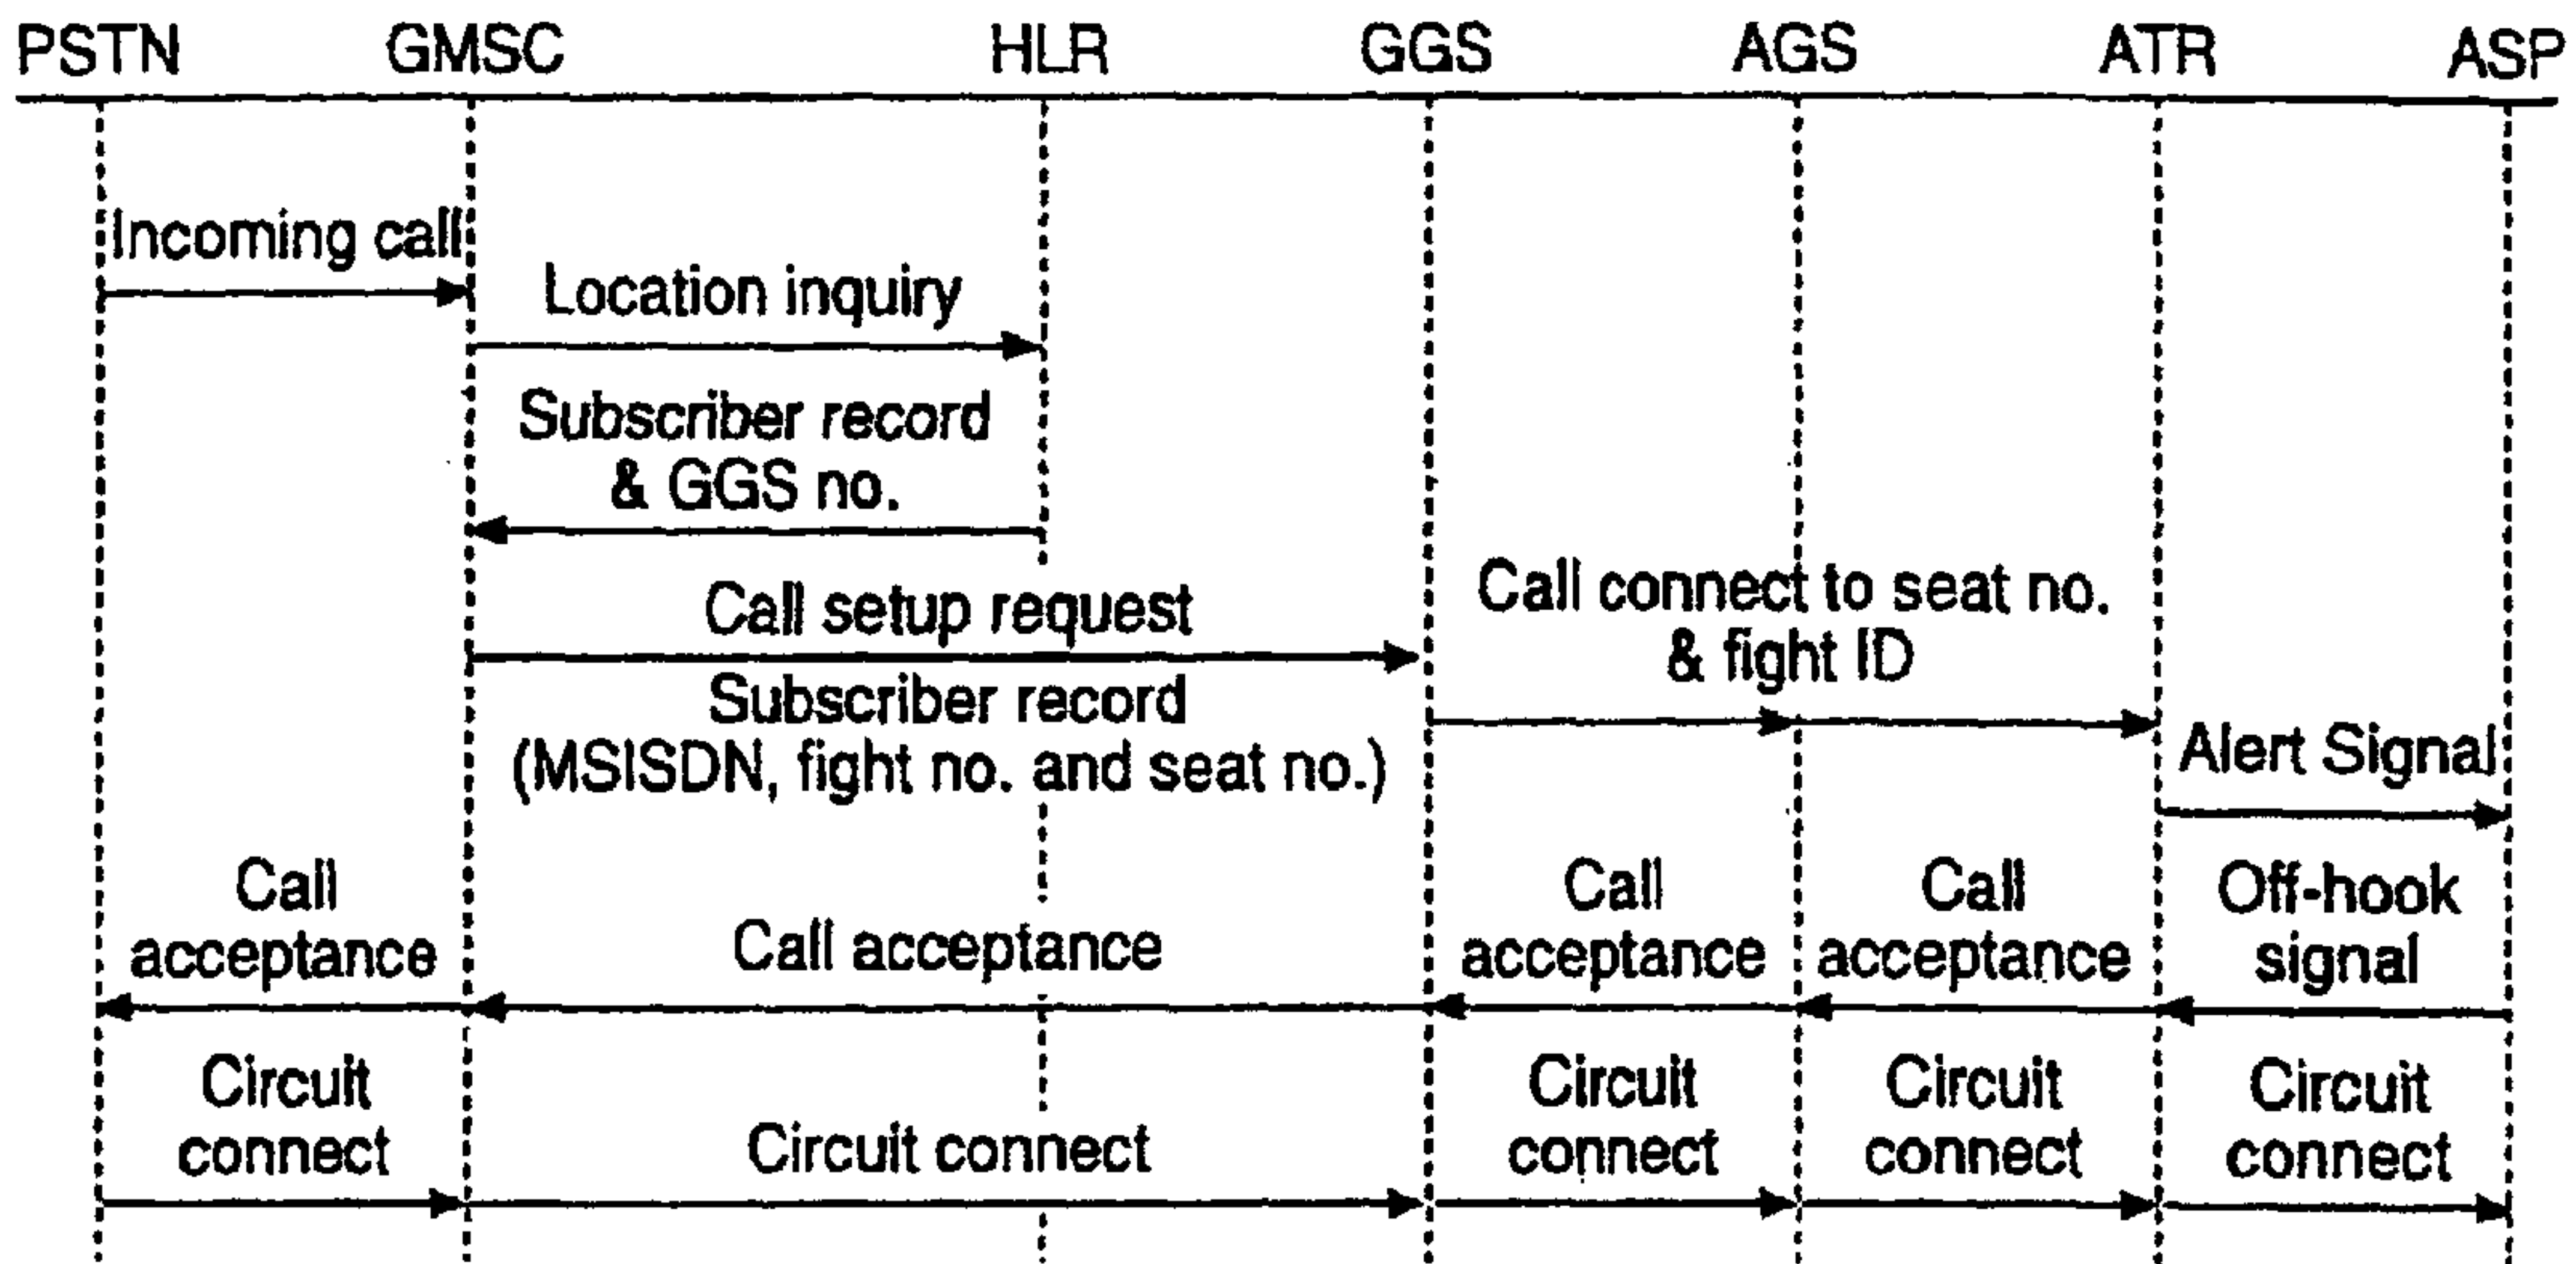 PSTN GMSC HLR GGS AGS ATR ASP
Incoming call
Location inquiry
Subscriber record
& GGS no.
Call setup request
Subscriber record
(MSISDN, fight no. and seat no.)
Call connect to seat no.
& fight ID
Alert Signal
Call
acceptance
Call acceptance
Call
acceptance
Call
acceptance
Off-hook
signal
Circuit
connect
Circuit connect
Circuit
connect
Circuit
connect
Circuit
connect